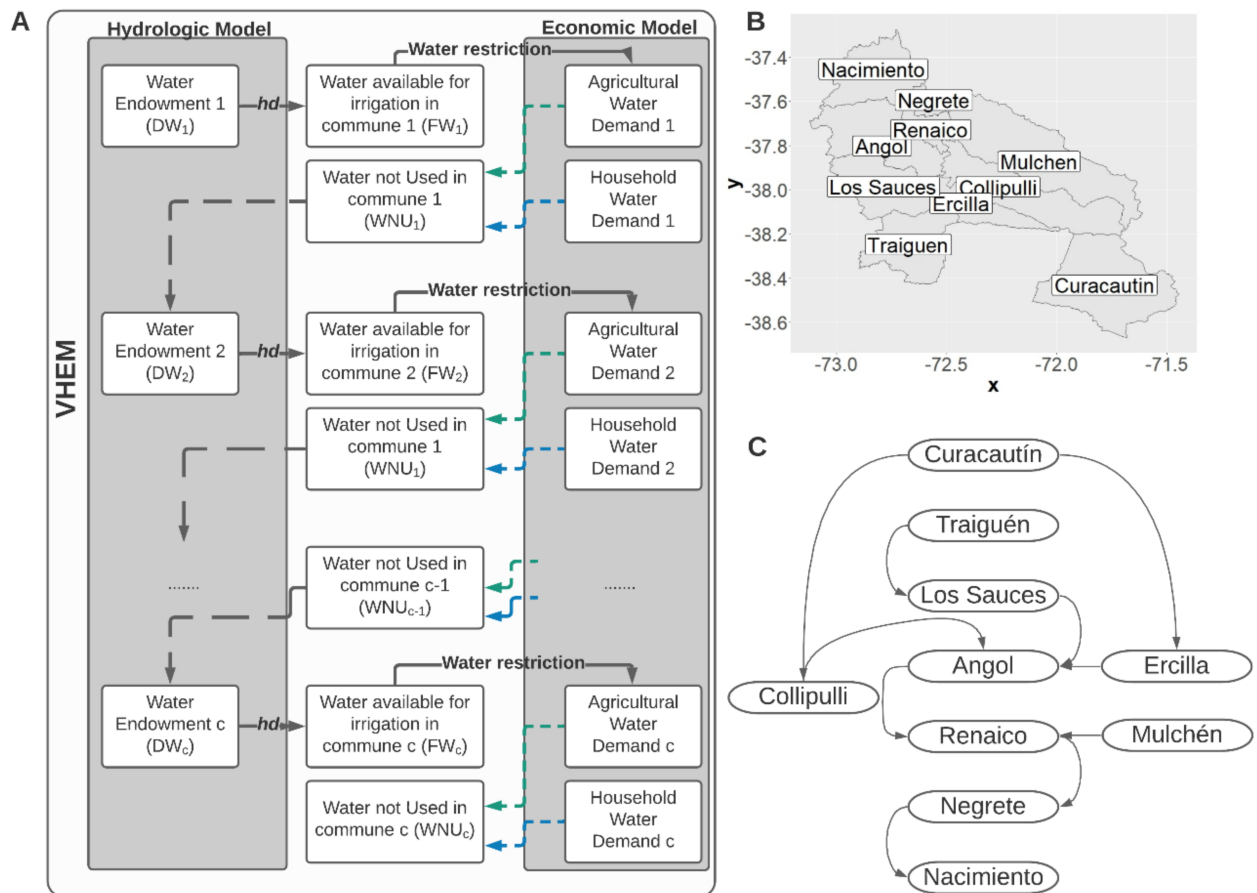 A
VHEM
Hydrologic Model
Economic Model
Water restriction
Water
Endowment 1
(DW1)
hd
Water available for
irrigation in
commune 1 (FW1)
Agricultural
Water
Demand 1
Water not Used in
commune 1
(WNU1)
Household
Water
Demand 1
Water restriction
Water
Endowment 2
(DW2)
hd
Water available for
irrigation in
commune 2 (FW2)
Agricultural
Water
Demand 2
Water not Used in
commune 1
(WNU1)
Household
Water
Demand 2
.......
Water not Used in
commune c-1
(WNUc-1)
.......
Water restriction
Water
Endowment c
(DWc)
hd
Water available for
irrigation in
commune c (FWc)
Agricultural
Water
Demand c
Water not Used in
commune c (WNUc)
Household
Water
Demand c
B
-37.4
-37.6
-37.8
-38.0
-38.2
-38.4
-38.6
y
Nacimiento
Negrete
Renaico
Angol
Mulchen
Los Sauces
Collipulli
Ercilla
Traiguen
Curacautin
-73.0
-72.5
-72.0
-71.5
x
C
Curacautín
Traiguén
Los Sauces
Angol
Ercilla
Collipulli
Renaico
Mulchén
Negrete
Nacimiento